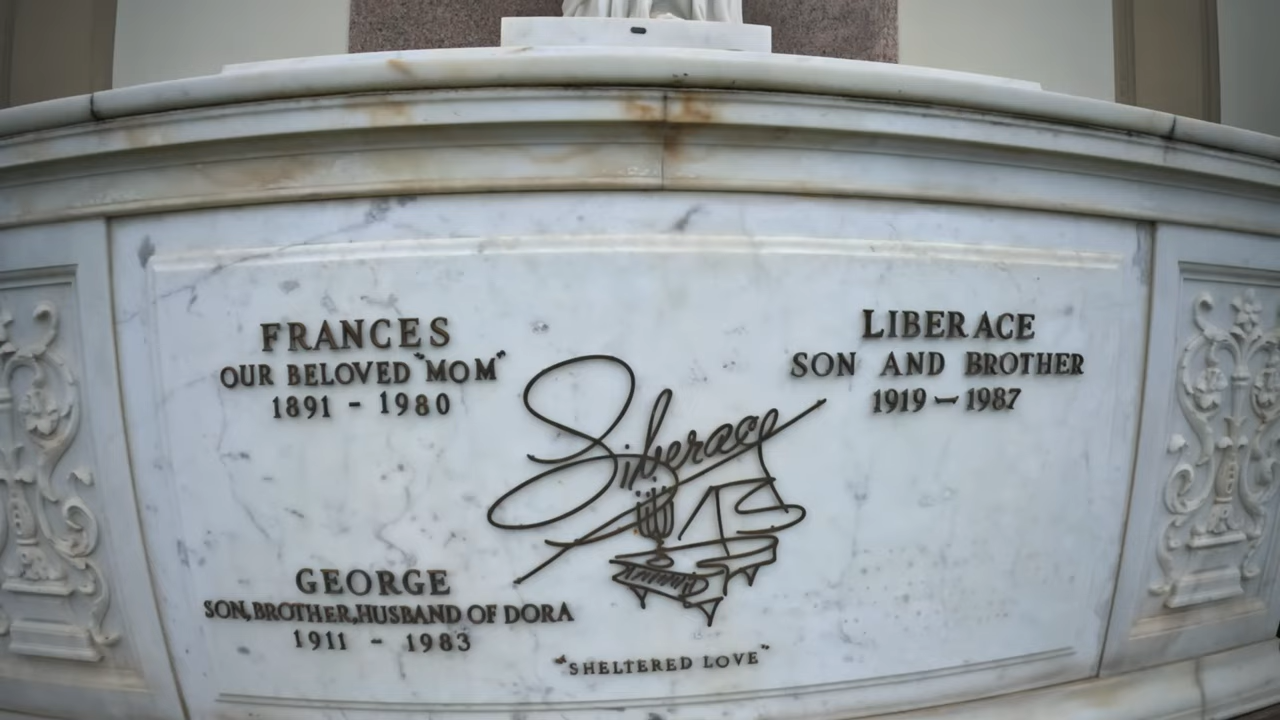 FRANCES
OUR BELOVED "MOM"
1891 - 1980
LIBERACE
SON AND BROTHER
1919 - 1987
Liberace
GEORGE
SON, BROTHER, HUSBAND OF DORA
1911 - 1983
"SHELTERED LOVE"